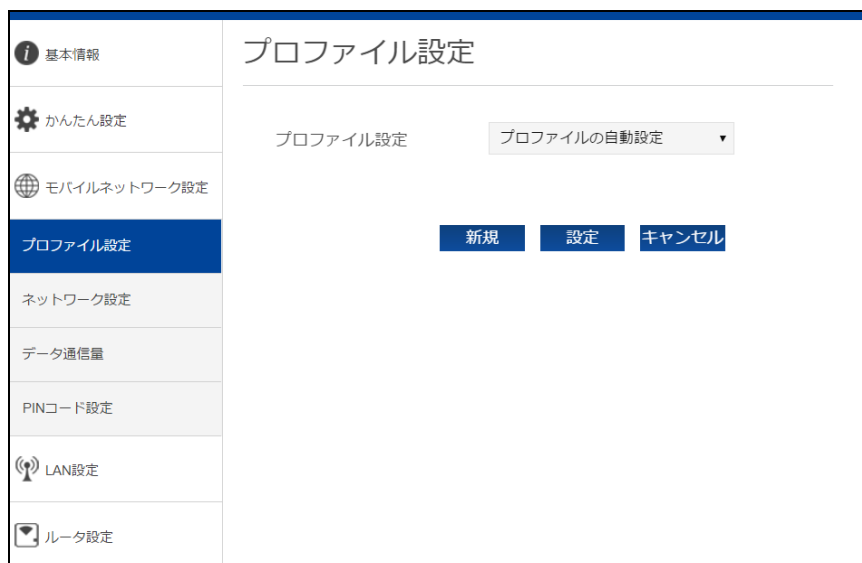 基本情報
かんたん設定
モバイルネットワーク設定
プロファイル設定
ネットワーク設定
データ通信量
PINコード設定
LAN設定
ルータ設定
プロファイル設定
プロファイル設定 プロファイルの自動設定
新規 設定 キャンセル